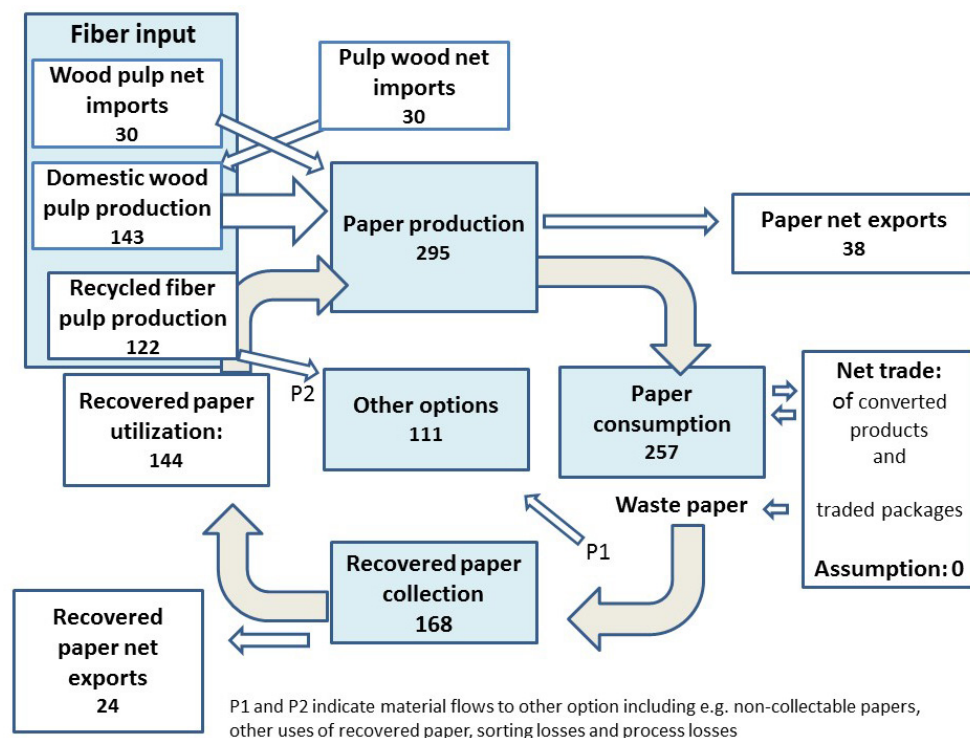 Fiber input
Wood pulp net
imports
30
Pulp wood net
imports
30
Domestic wood
pulp production
143
Paper production
295
Paper net exports
38
Recycled fiber
pulp production
122
P2
Recovered paper
utilization:
144
Other options
111
Paper
consumption
257
Net trade:
of converted
products
and
traded packages
Assumption: 0
Waste paper
P1
Recovered paper
collection
168
Recovered
paper net
exports
24
P1 and P2 indicate material flows to other option including e.g. non-collectable papers,
other uses of recovered paper, sorting losses and process losses